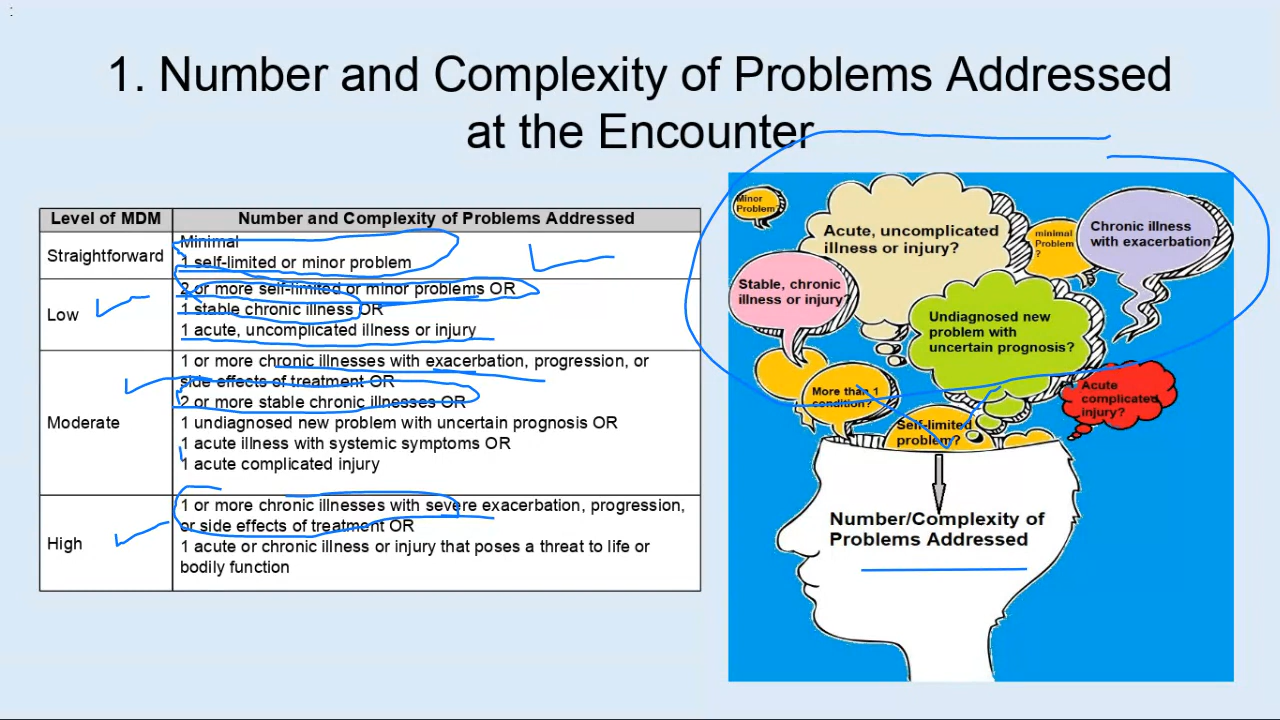 :
1. Number and Complexity of Problems Addressed
at the Encounter
Level of MDM
Number and Complexity of Problems Addressed
Straightforward
Minimal
1 self-limited or minor problem
Low
2 or more self-limited or minor problems OR
1 stable chronic illness OR
1 acute, uncomplicated illness or injury
Moderate
1 or more chronic illnesses with exacerbation, progression, or
side effects of treatment OR
2 or more stable chronic illnesses OR
1 undiagnosed new problem with uncertain prognosis OR
1 acute illness with systemic symptoms OR
1 acute complicated injury
High
1 or more chronic illnesses with severe exacerbation, progression,
or side effects of treatment OR
1 acute or chronic illness or injury that poses a threat to life or
bodily function
Minor
Problem?
Acute, uncomplicated
illness or injury?
minimal
Problem
?
Chronic illness
with exacerbation?
Stable, chronic
illness or injury?
Undiagnosed new
problem with
uncertain prognosis?
More than 1
condition?
Self-limited
problem?
Acute
complicated
injury?
Number/Complexity of
Problems Addressed